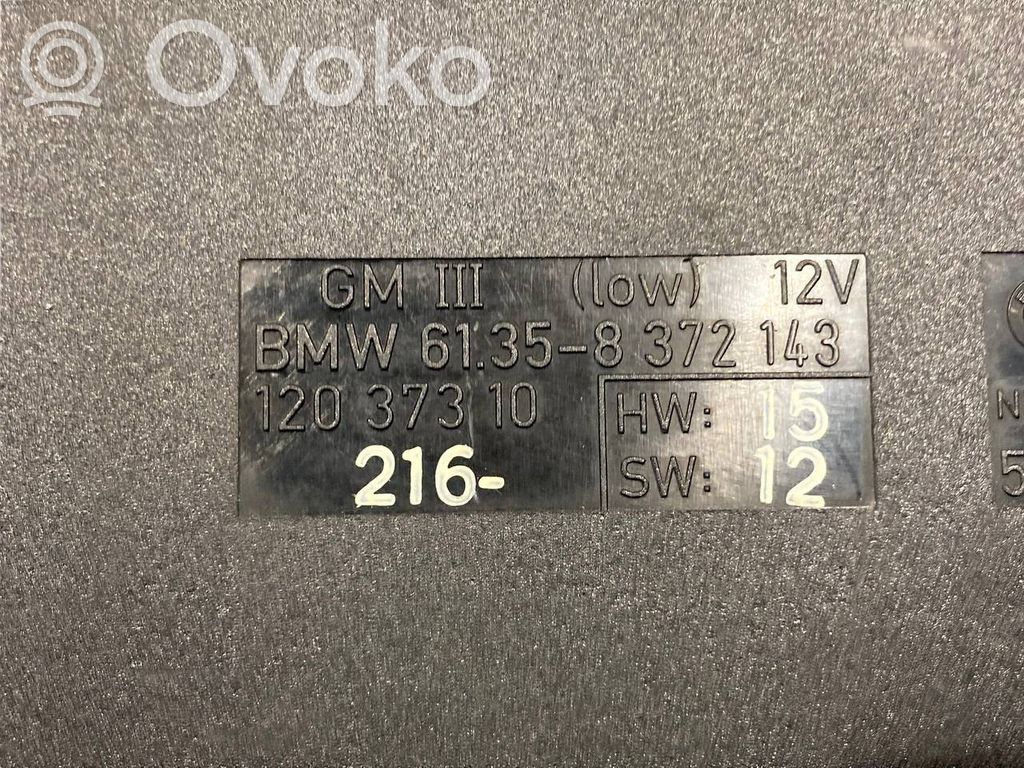 Ovoko
GM III (low) 12V
BMW 61.35-8 372 143
120 373 10 HW: 15
216- SW: 12
N
5